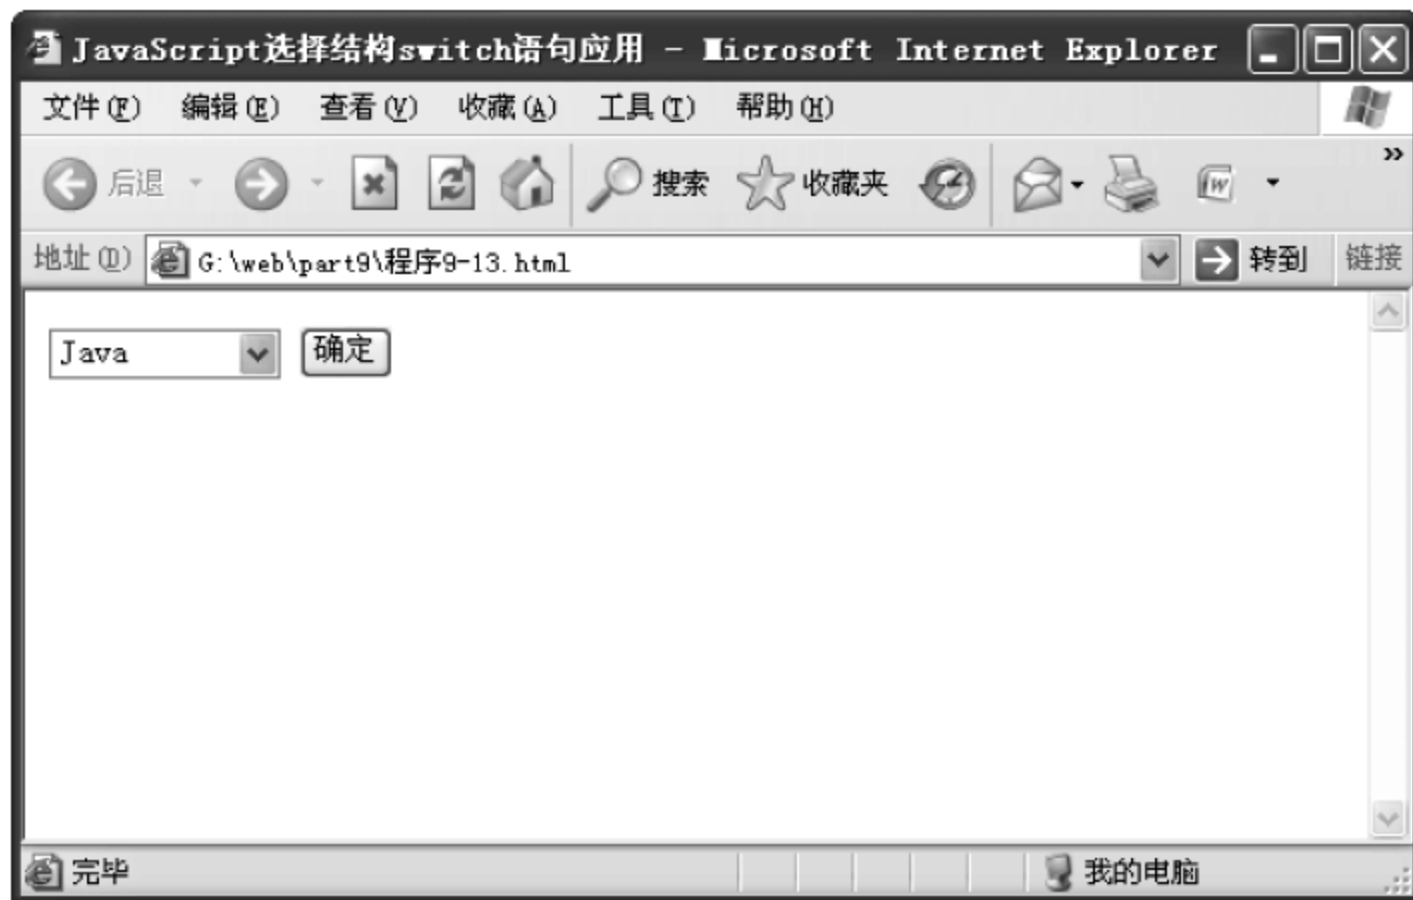 JavaScript选择结构switch语句应用 - Microsoft Internet Explorer
文件(F) 编辑(E) 查看(V) 收藏(A) 工具(T) 帮助(H)
后退 搜索 收藏夹 W »
地址(D) G:\web\part9\程序9-13.html 转到 链接
Java 确定
完毕 我的电脑